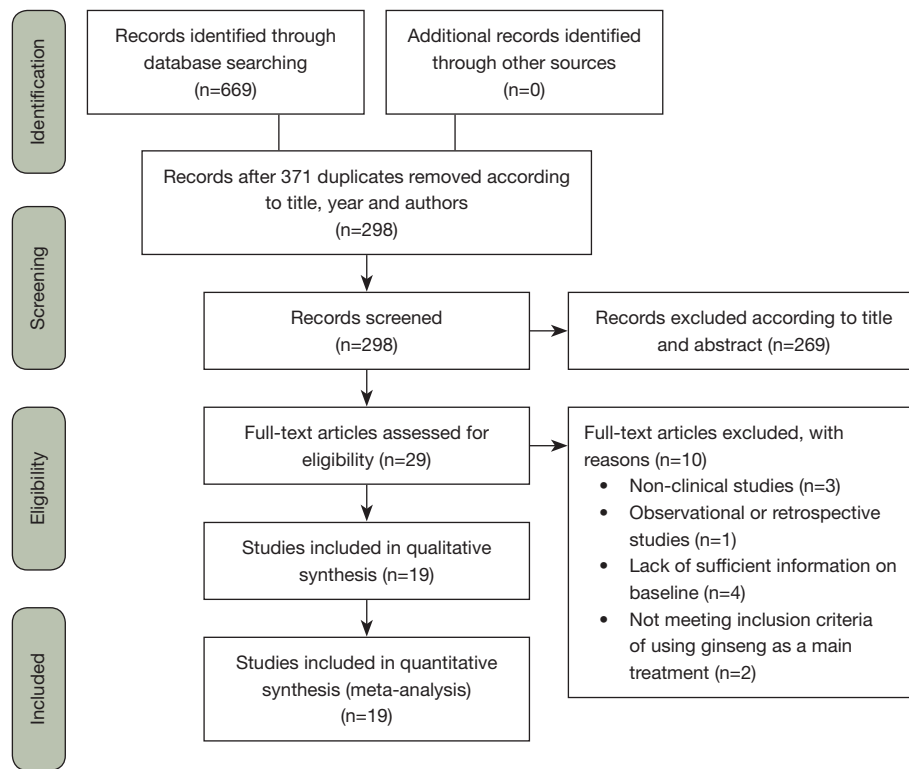 Identification
Records identified through
database searching
(n=669)
Additional records identified
through other sources
(n=0)
Records after 371 duplicates removed according
to title, year and authors
(n=298)
Screening
Records screened
(n=298)
Records excluded according to title
and abstract (n=269)
Eligibility
Full-text articles assessed for
eligibility (n=29)
Full-text articles excluded, with
reasons (n=10)
• Non-clinical studies (n=3)
• Observational or retrospective
studies (n=1)
• Lack of sufficient information on
baseline (n=4)
• Not meeting inclusion criteria
of using ginseng as a main
treatment (n=2)
Studies included in qualitative
synthesis (n=19)
Included
Studies included in quantitative
synthesis (meta-analysis)
(n=19)